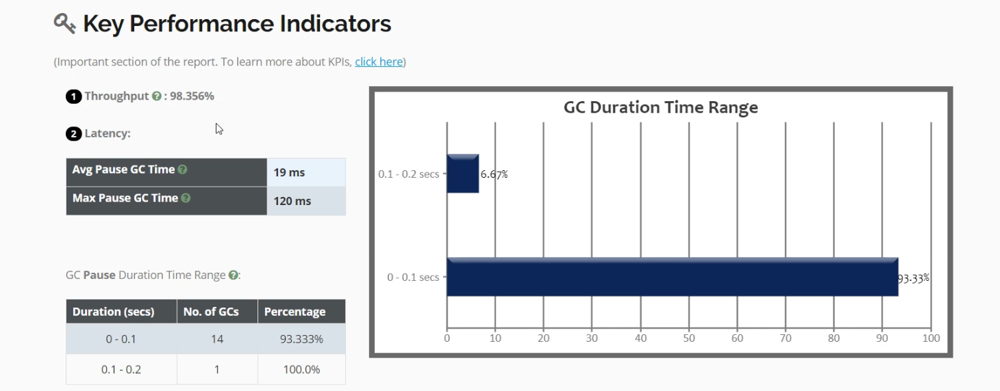 Key Performance Indicators
(Important section of the report. To learn more about KPIs, click here)
1 Throughput ? : 98.356%
2 Latency:
Avg Pause GC Time ? 19 ms
Max Pause GC Time ? 120 ms
GC Pause Duration Time Range ?:
Duration (secs) No. of GCs Percentage
0 - 0.1 14 93.333%
0.1 - 0.2 1 100.0%
GC Duration Time Range
0.1 - 0.2 secs 6.67%
0 - 0.1 secs 93.33%
0 10 20 30 40 50 60 70 80 90 100